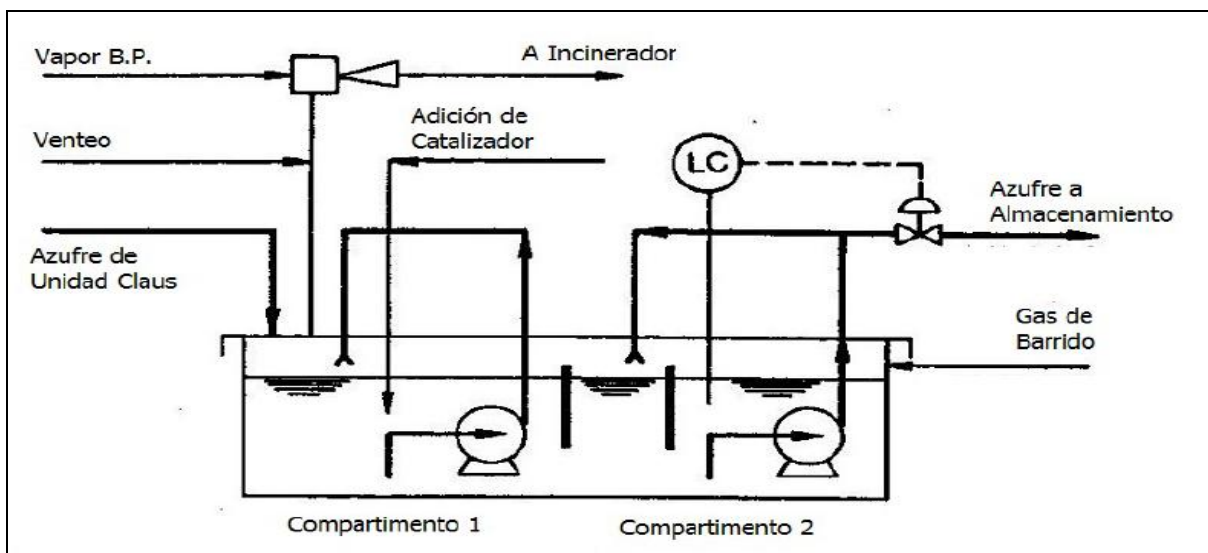 Vapor B.P.
A Incinerador
Venteo
Adición de
Catalizador
LC
Azufre a
Almacenamiento
Azufre de
Unidad Claus
Gas de
Barrido
Compartimento 1
Compartimento 2